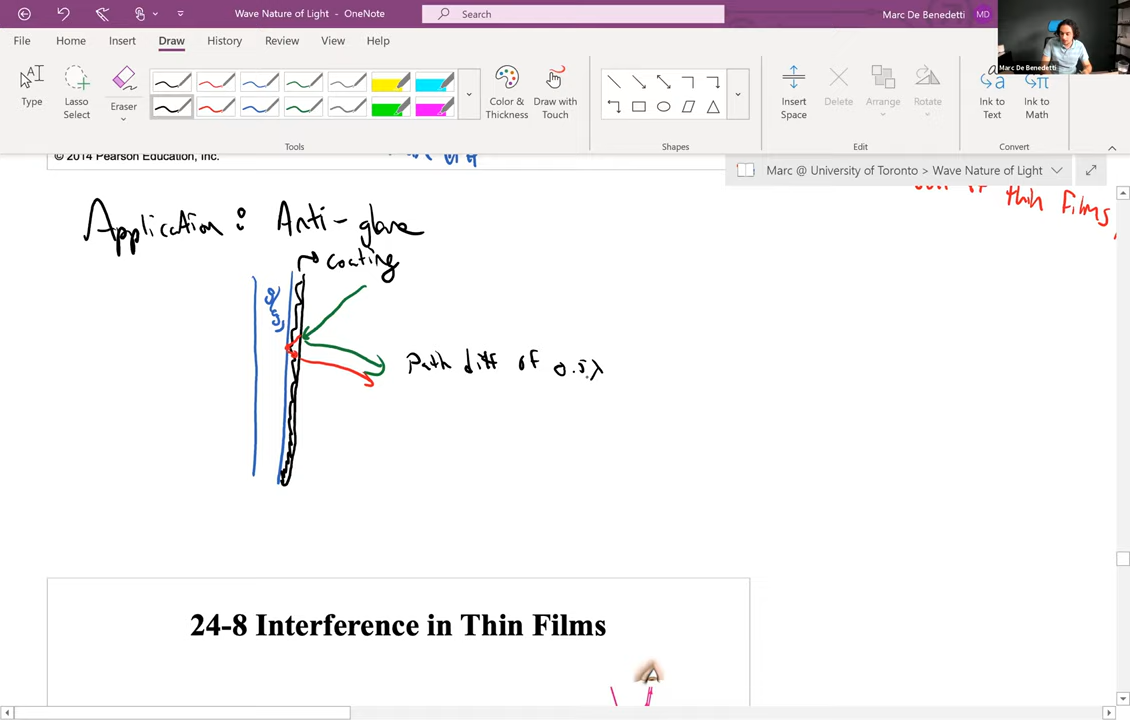 Wave Nature of Light - OneNote
Search
Marc De Benedetti
MD
File Home Insert Draw History Review View Help
Marc De Benedetti
Type
Lasso Select
Eraser
Color & Thickness
Draw with Touch
Insert Space
Delete
Arrange
Rotate
Ink to Text
Ink to Math
Tools
Shapes
Edit
Convert
© 2014 Pearson Education, Inc.
Marc @ University of Toronto > Wave Nature of Light
thin films,
Application: Anti-glare
coating
Path diff of 0.5λ
24-8 Interference in Thin Films